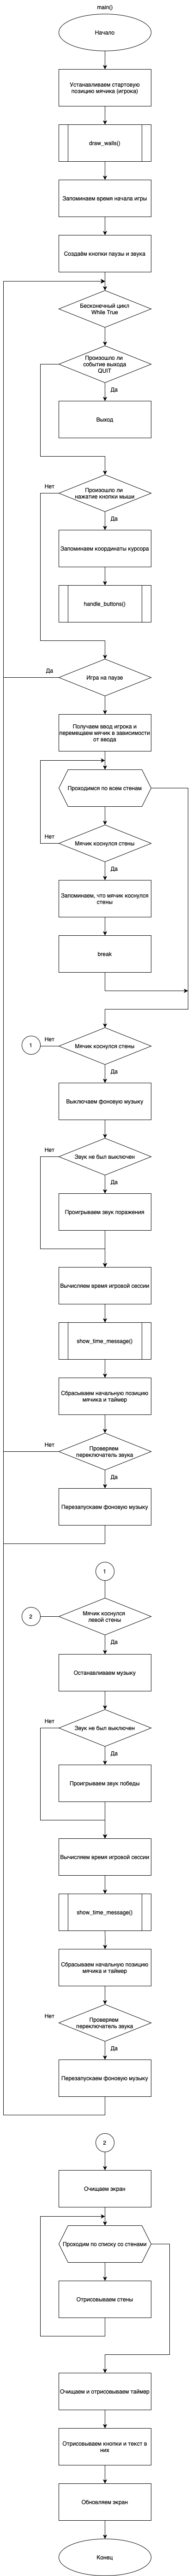 main()
Начало
Устанавливаем стартовую
позицию мячика (игрока)
draw_walls()
Запоминаем время начала игры
Создаём кнопки паузы и звука
Бесконечный цикл
While True
Произошло ли
событие выхода
QUIT
Да
Выход
Произошло ли
нажатие кнопки мыши
Нет
Да
Запоминаем координаты курсора
handle_buttons()
Игра на паузе
Да
Получаем ввод игрока и
перемещаем мячик в зависимости
от ввода
Проходимся по всем стенам
Мячик коснулся стены
Нет
Да
Запоминаем, что мячик коснулся
стены
break
1
Нет
Мячик коснулся стены
Да
Выключаем фоновую музыку
Нет
Звук не был выключен
Да
Проигрываем звук поражения
Вычисляем время игровой сессии
show_time_message()
Сбрасываем начальную позицию
мячика и таймер
Нет
Проверяем
переключатель звука
Да
Перезапускаем фоновую музыку
1
2
Мячик коснулся
левой стены
Да
Останавливаем музыку
Нет
Звук не был выключен
Да
Проигрываем звук победы
Вычисляем время игровой сессии
show_time_message()
Сбрасываем начальную позицию
мячика и таймер
Нет
Проверяем
переключатель звука
Да
Перезапускаем фоновую музыку
2
Очищаем экран
Проходим по списку со стенами
Отрисовываем стены
Очищаем и отрисовываем таймер
Отрисовываем кнопки и текст в
них
Обновляем экран
Конец